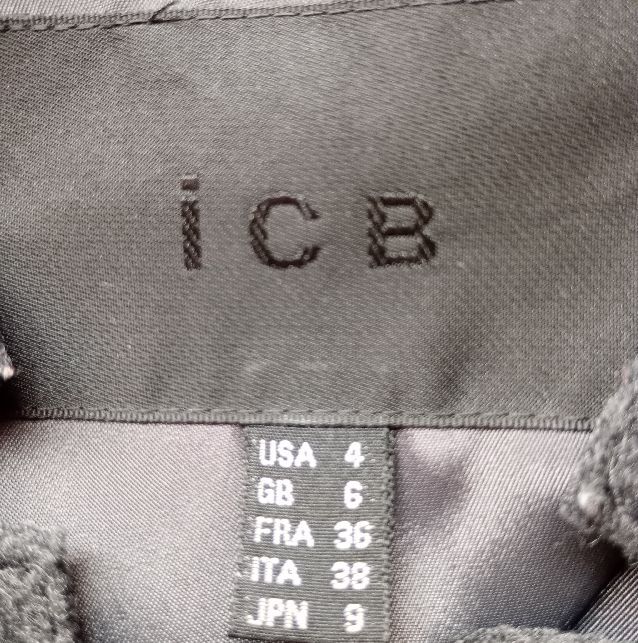 iCB
USA 4
GB 6
FRA 36
ITA 38
JPN 9